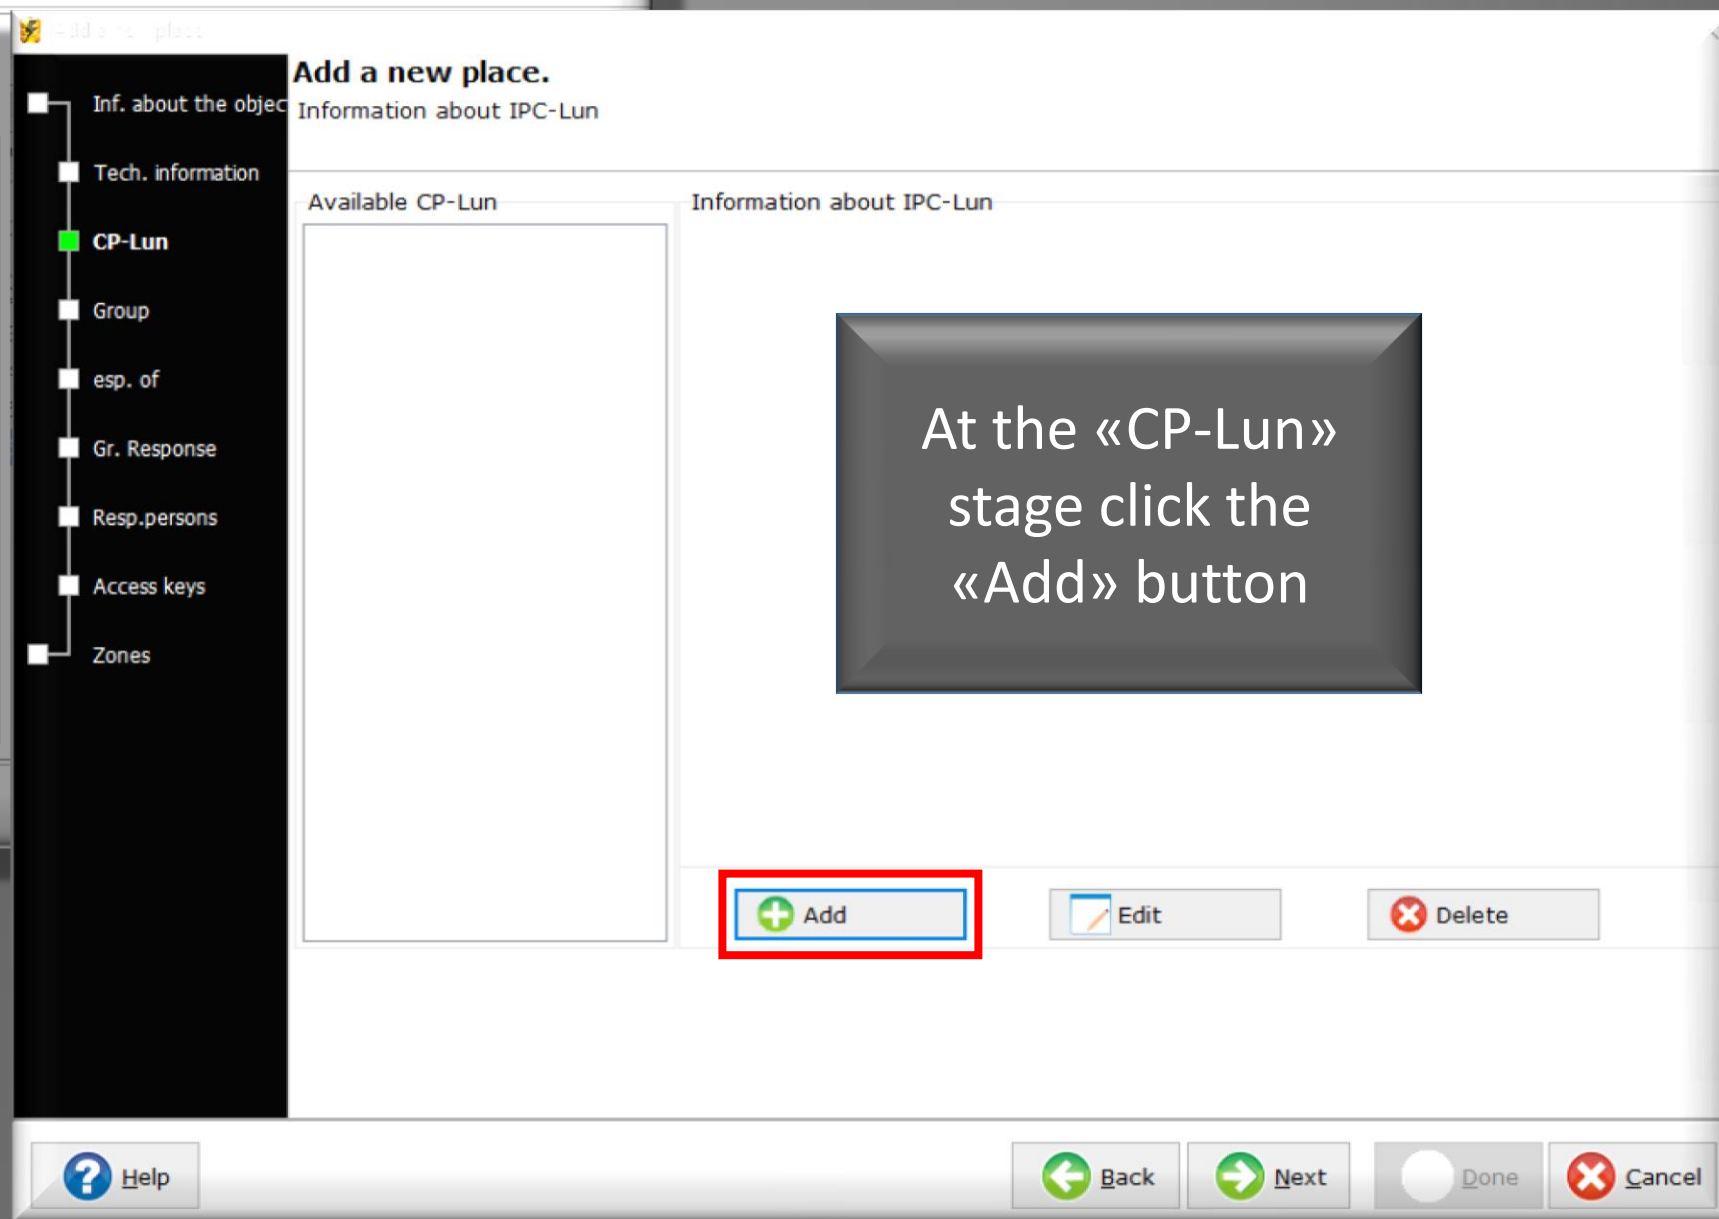 Add a new place.
Information about IPC-Lun
Inf. about the objec
Tech. information
CP-Lun
Group
esp. of
Gr. Response
Resp.persons
Access keys
Zones
Available CP-Lun
Information about IPC-Lun
At the «CP-Lun»
stage click the
«Add» button
Add
Edit
Delete
Help
Back
Next
Done
Cancel